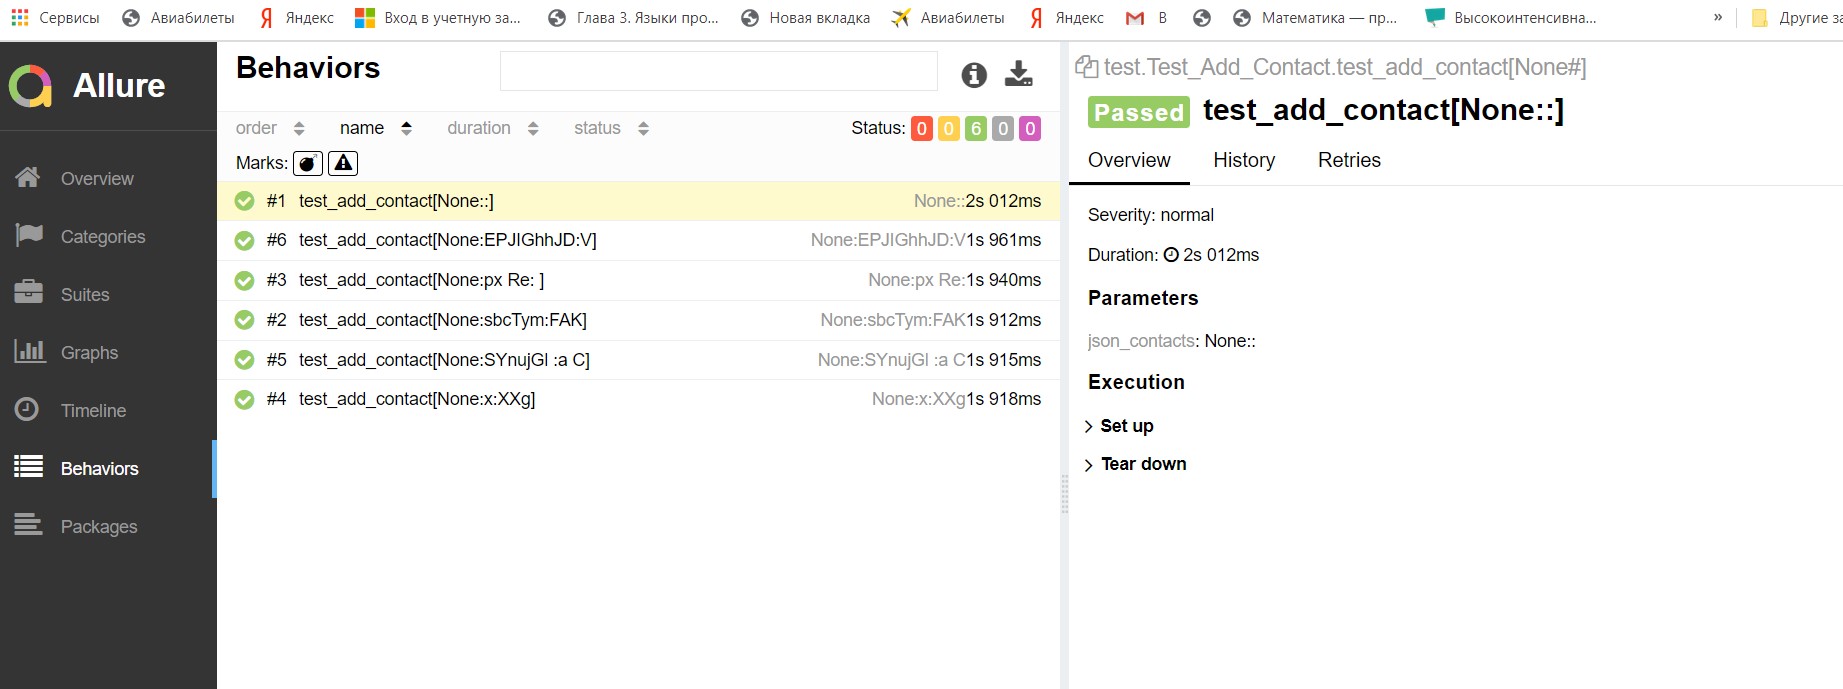 Сервисы Авиабилеты Яндекс Вход в учетную за... Глава 3. Языки про... Новая вкладка Авиабилеты Яндекс В Математика — пр... Высокоинтенсивна... » Другие за
Allure
Overview
Categories
Suites
Graphs
Timeline
Behaviors
Packages
Behaviors
order name duration status Status: 0 0 6 0 0
Marks:
#1 test_add_contact[None::] None::2s 012ms
#6 test_add_contact[None:EPJIGhhJD:V] None:EPJIGhhJD:V1s 961ms
#3 test_add_contact[None:px Re: ] None:px Re:1s 940ms
#2 test_add_contact[None:sbcTym:FAK] None:sbcTym:FAK1s 912ms
#5 test_add_contact[None:SYnujGl :a C] None:SYnujGl :a C1s 915ms
#4 test_add_contact[None:x:XXg] None:x:XXg1s 918ms
test.Test_Add_Contact.test_add_contact[None#]
Passed test_add_contact[None::]
Overview History Retries
Severity: normal
Duration: 2s 012ms
Parameters
json_contacts: None::
Execution
Set up
Tear down